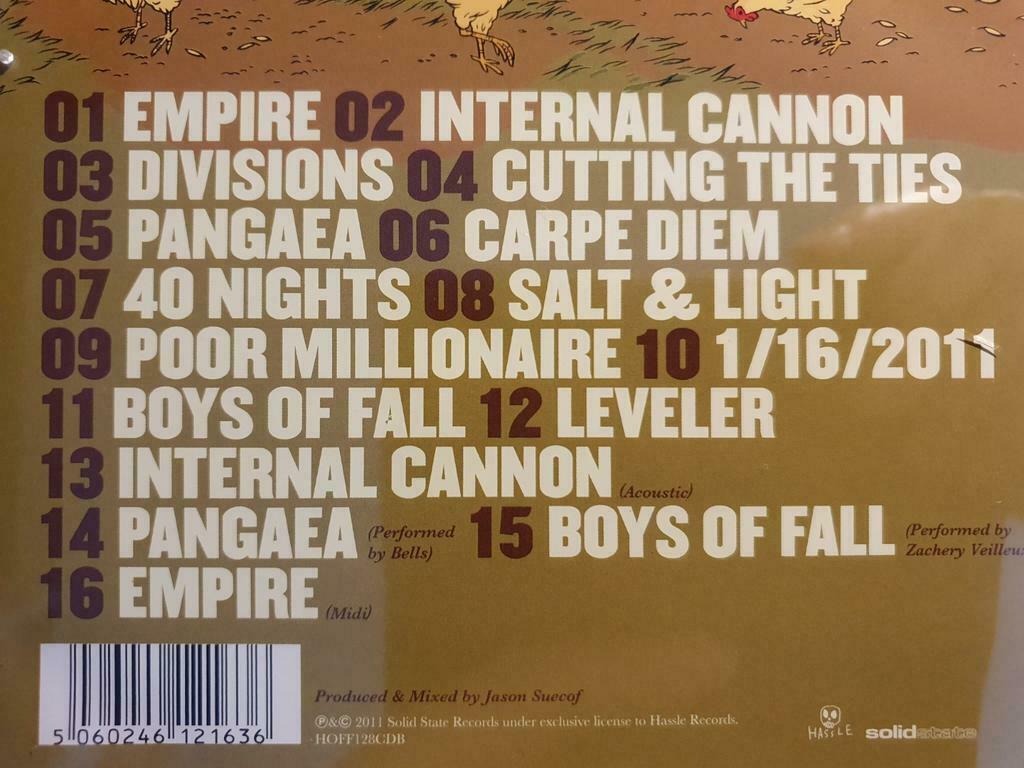 01 EMPIRE 02 INTERNAL CANNON
03 DIVISIONS 04 CUTTING THE TIES
05 PANGAEA 06 CARPE DIEM
07 40 NIGHTS 08 SALT & LIGHT
09 POOR MILLIONAIRE 10 1/16/2011
11 BOYS OF FALL 12 LEVELER
13 INTERNAL CANNON (Acoustic)
14 PANGAEA (Performed by Bells) 15 BOYS OF FALL (Performed by Zachery Veilleu
16 EMPIRE (Midi)
5 060246 121636
Produced & Mixed by Jason Suecof
℗&© 2011 Solid State Records under exclusive license to Hassle Records.
HOFF128CDB
HASSLE
solidstate